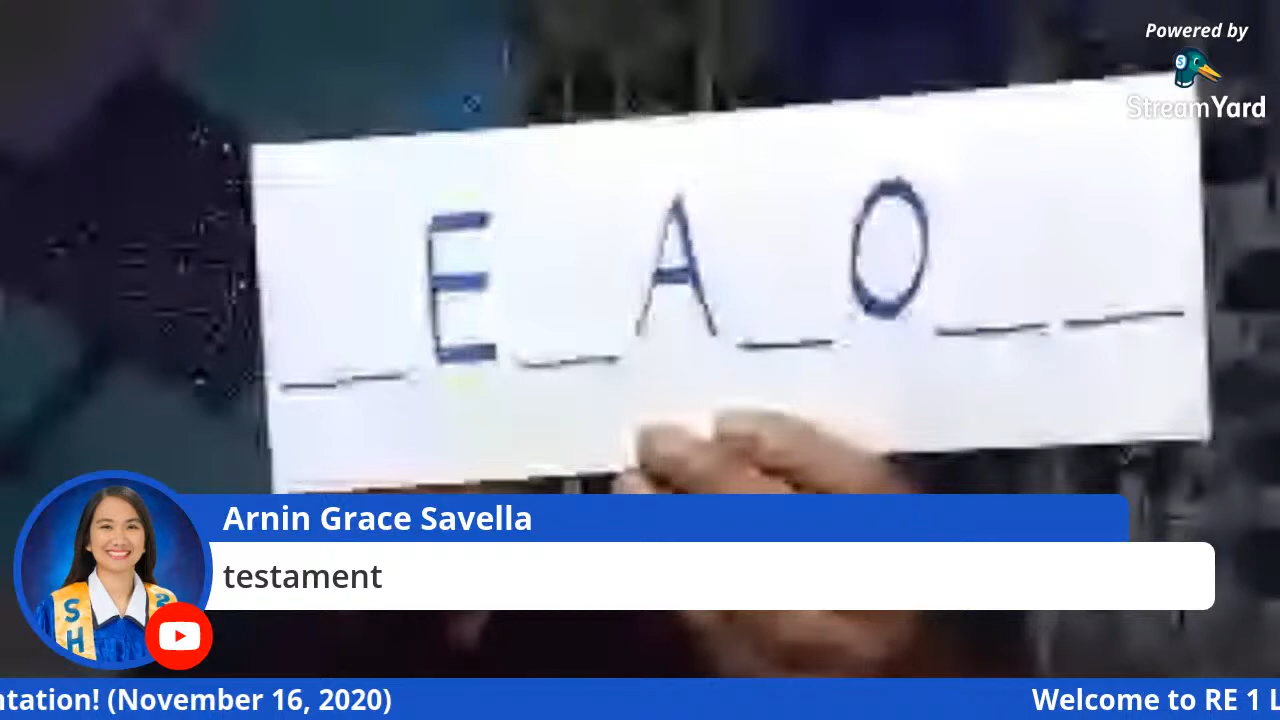 Powered by
StreamYard
_ E _ A _ O _ _
Arnin Grace Savella
testament
S
H
ntation! (November 16, 2020)
Welcome to RE 1 L